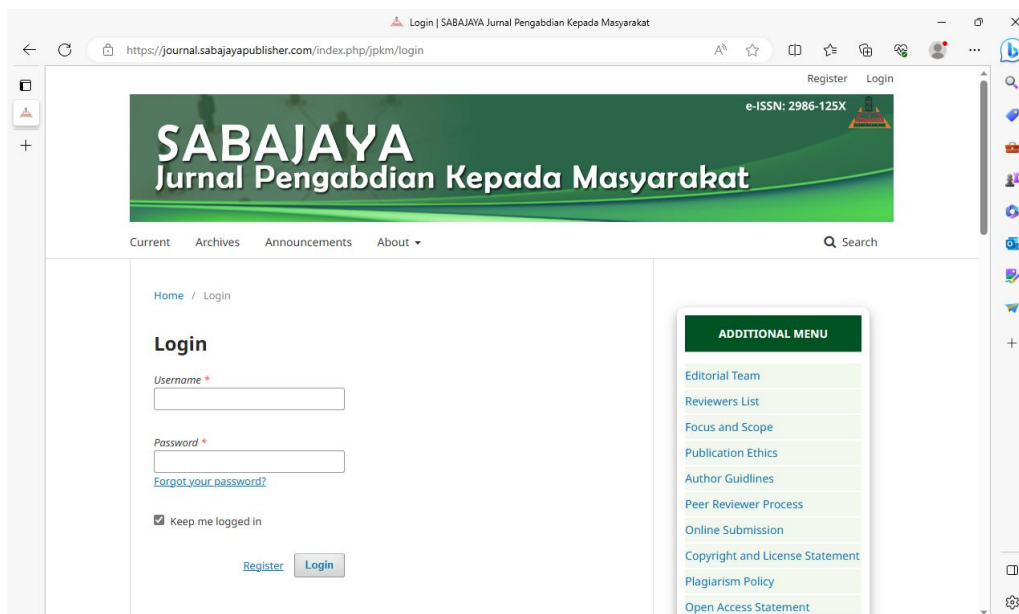 Login | SABAJAYA Jurnal Pengabdian Kepada Masyarakat
https://journal.sabajayapublisher.com/index.php/jpkm/login
Register Login
e-ISSN: 2986-125X
SABAJAYA
Jurnal Pengabdian Kepada Masyarakat
Current Archives Announcements About
Search
Home / Login
Login
Username *
Password *
Forgot your password?
Keep me logged in
Register Login
ADDITIONAL MENU
Editorial Team
Reviewers List
Focus and Scope
Publication Ethics
Author Guidlines
Peer Reviewer Process
Online Submission
Copyright and License Statement
Plagiarism Policy
Open Access Statement